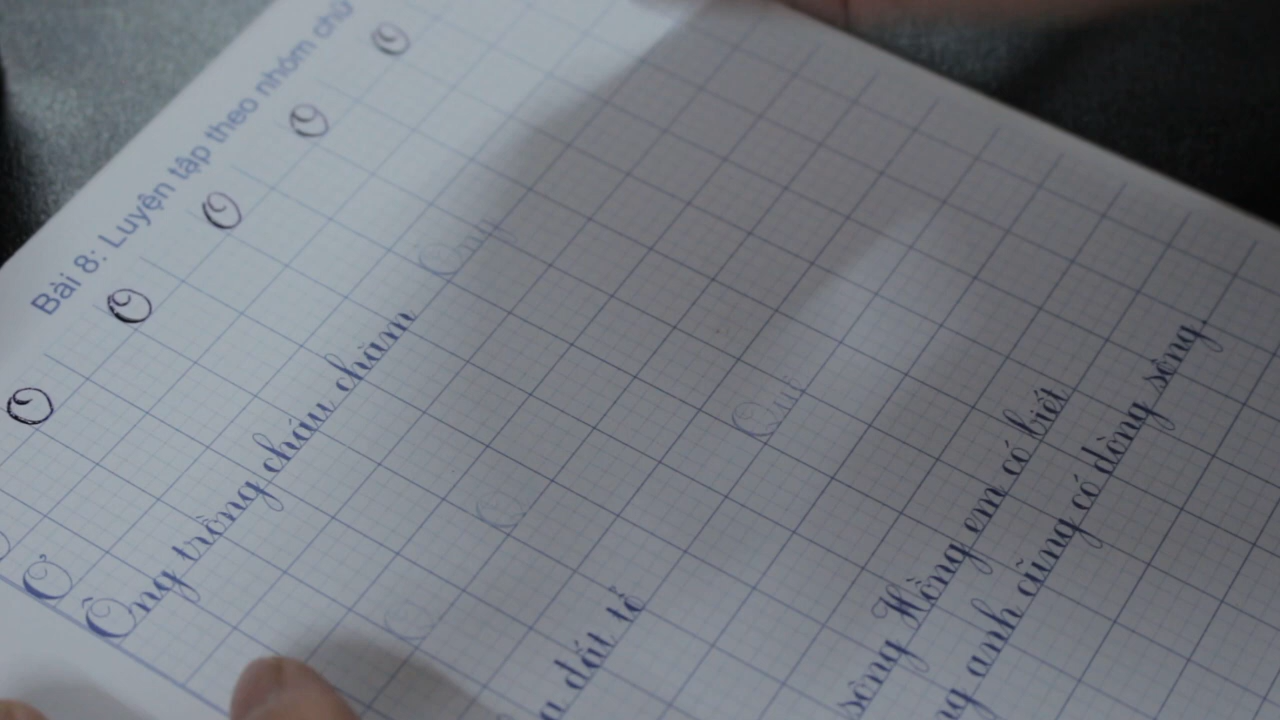 Bài 8: Luyện tập theo nhóm chữ
O O O O O
Ơ
Ông trồng cháu chăm
đất tổ
sông Hồng em có biết
anh cũng có dòng sông.